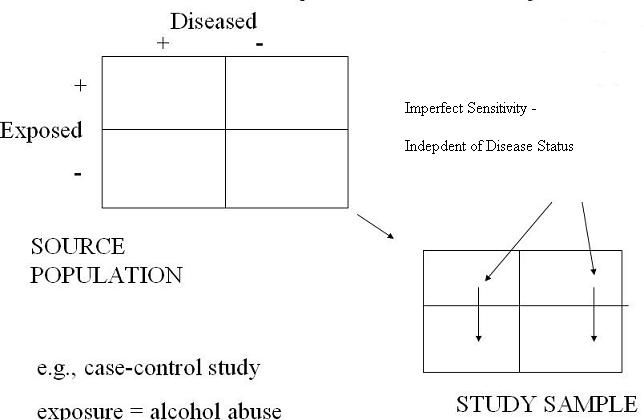 Diseased
+ -
+
Exposed
-
Imperfect Sensitivity -
Indepdent of Disease Status
SOURCE
POPULATION
e.g., case-control study
exposure = alcohol abuse
STUDY SAMPLE